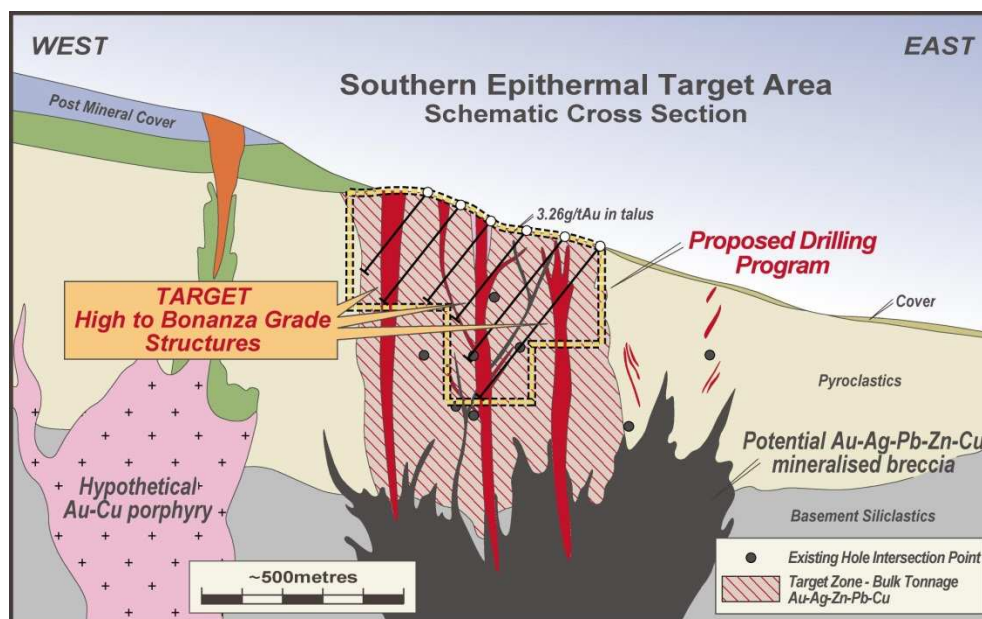 WEST
EAST
Southern Epithermal Target Area
Schematic Cross Section
Post Mineral Cover
3.26g/tAu in talus
Proposed Drilling
Program
TARGET
High to Bonanza Grade
Structures
Cover
Pyroclastics
Potential Au-Ag-Pb-Zn-Cu
mineralised breccia
Hypothetical
Au-Cu porphyry
Basement Siliclastics
~500metres
Existing Hole Intersection Point
Target Zone - Bulk Tonnage
Au-Ag-Zn-Pb-Cu